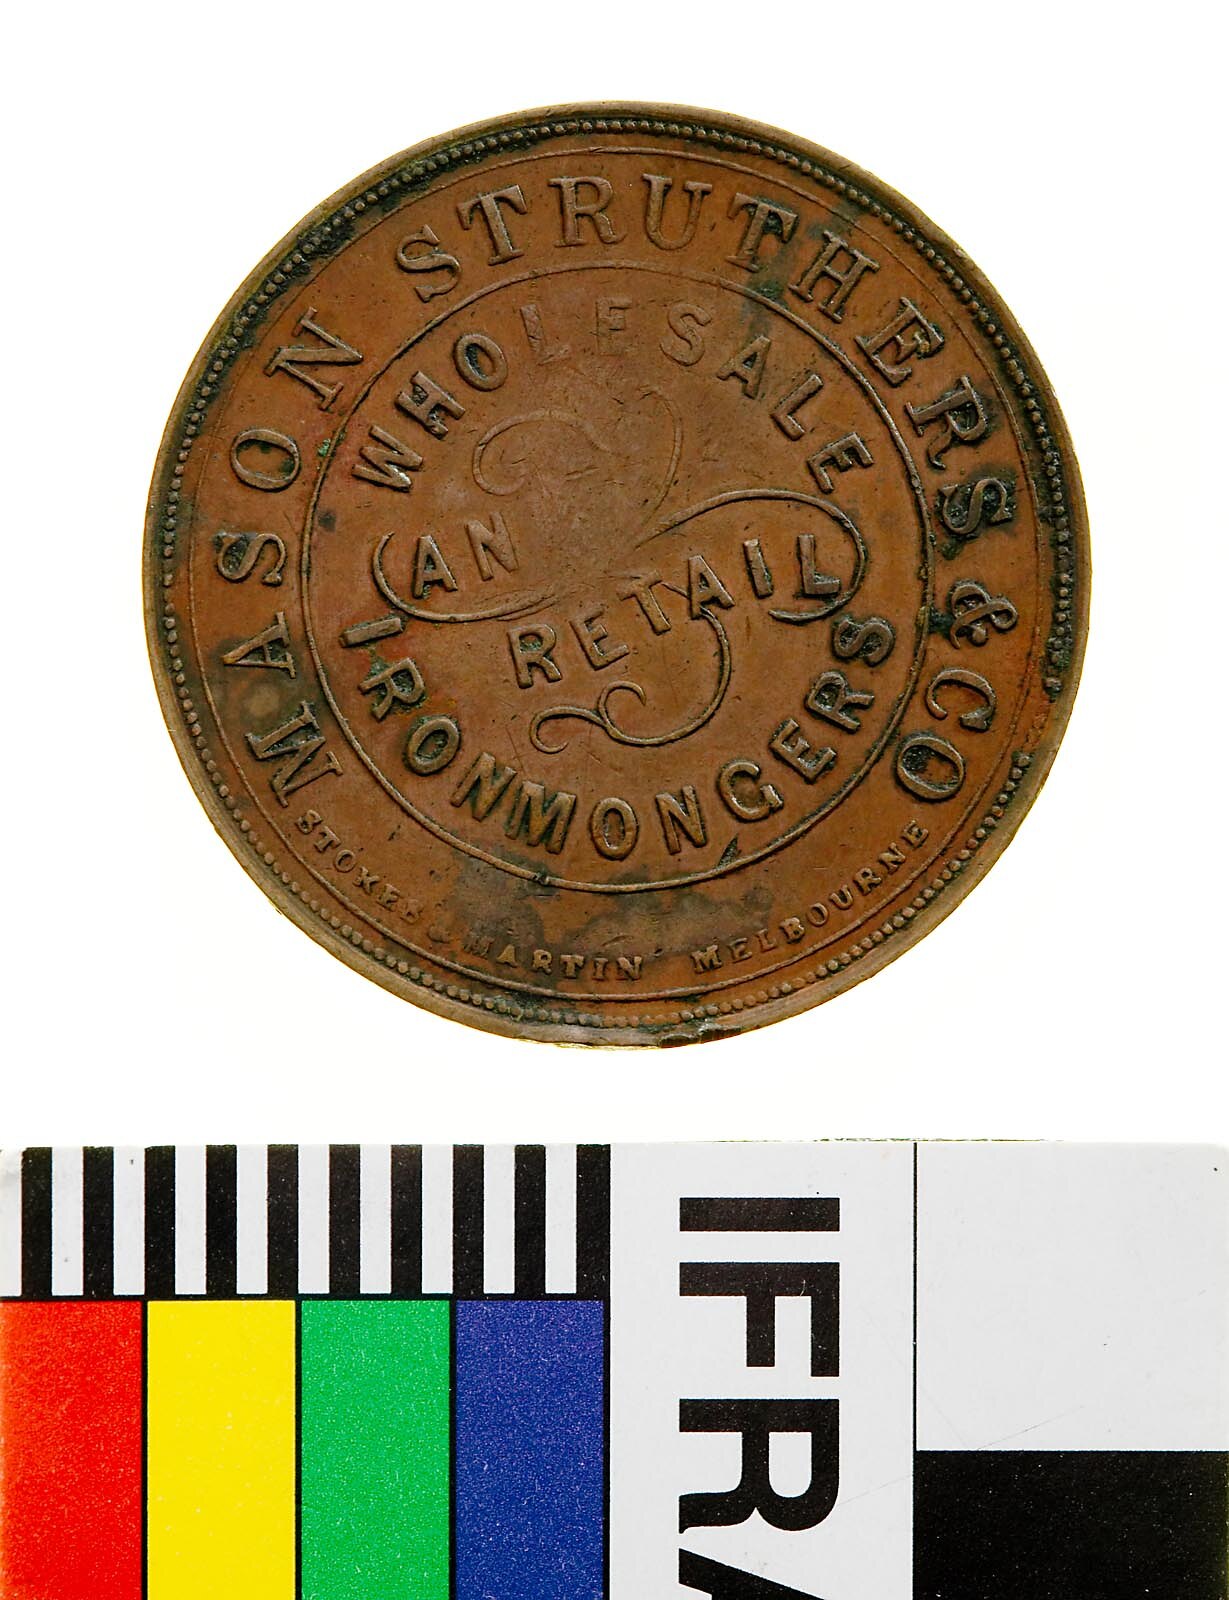 MASON STRUTHERS & CO
WHOLESALE
AN
RETAIL
IRONMONGERS
STOKES & MARTIN MELBOURNE
IFRA